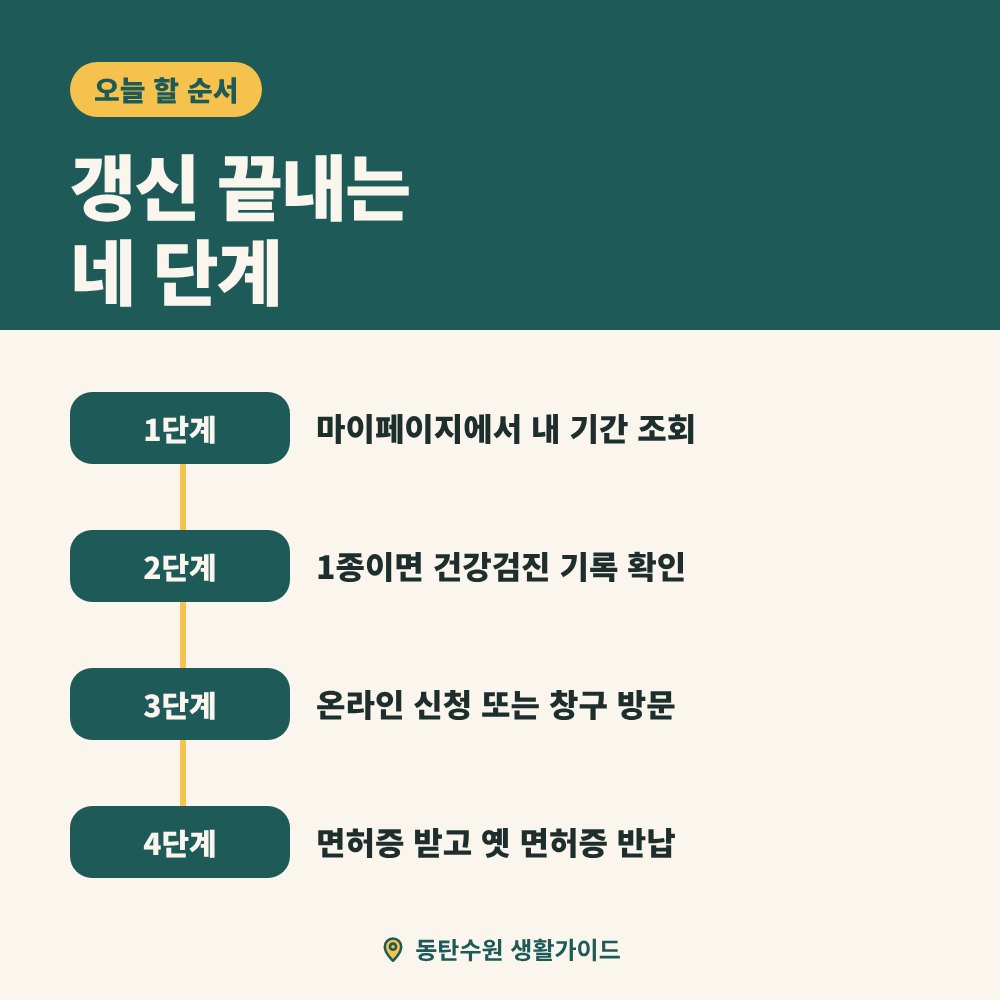 오늘 할 순서
갱신 끝내는
네 단계
1단계 마이페이지에서 내 기간 조회
2단계 1종이면 건강검진 기록 확인
3단계 온라인 신청 또는 창구 방문
4단계 면허증 받고 옛 면허증 반납
동탄수원 생활가이드